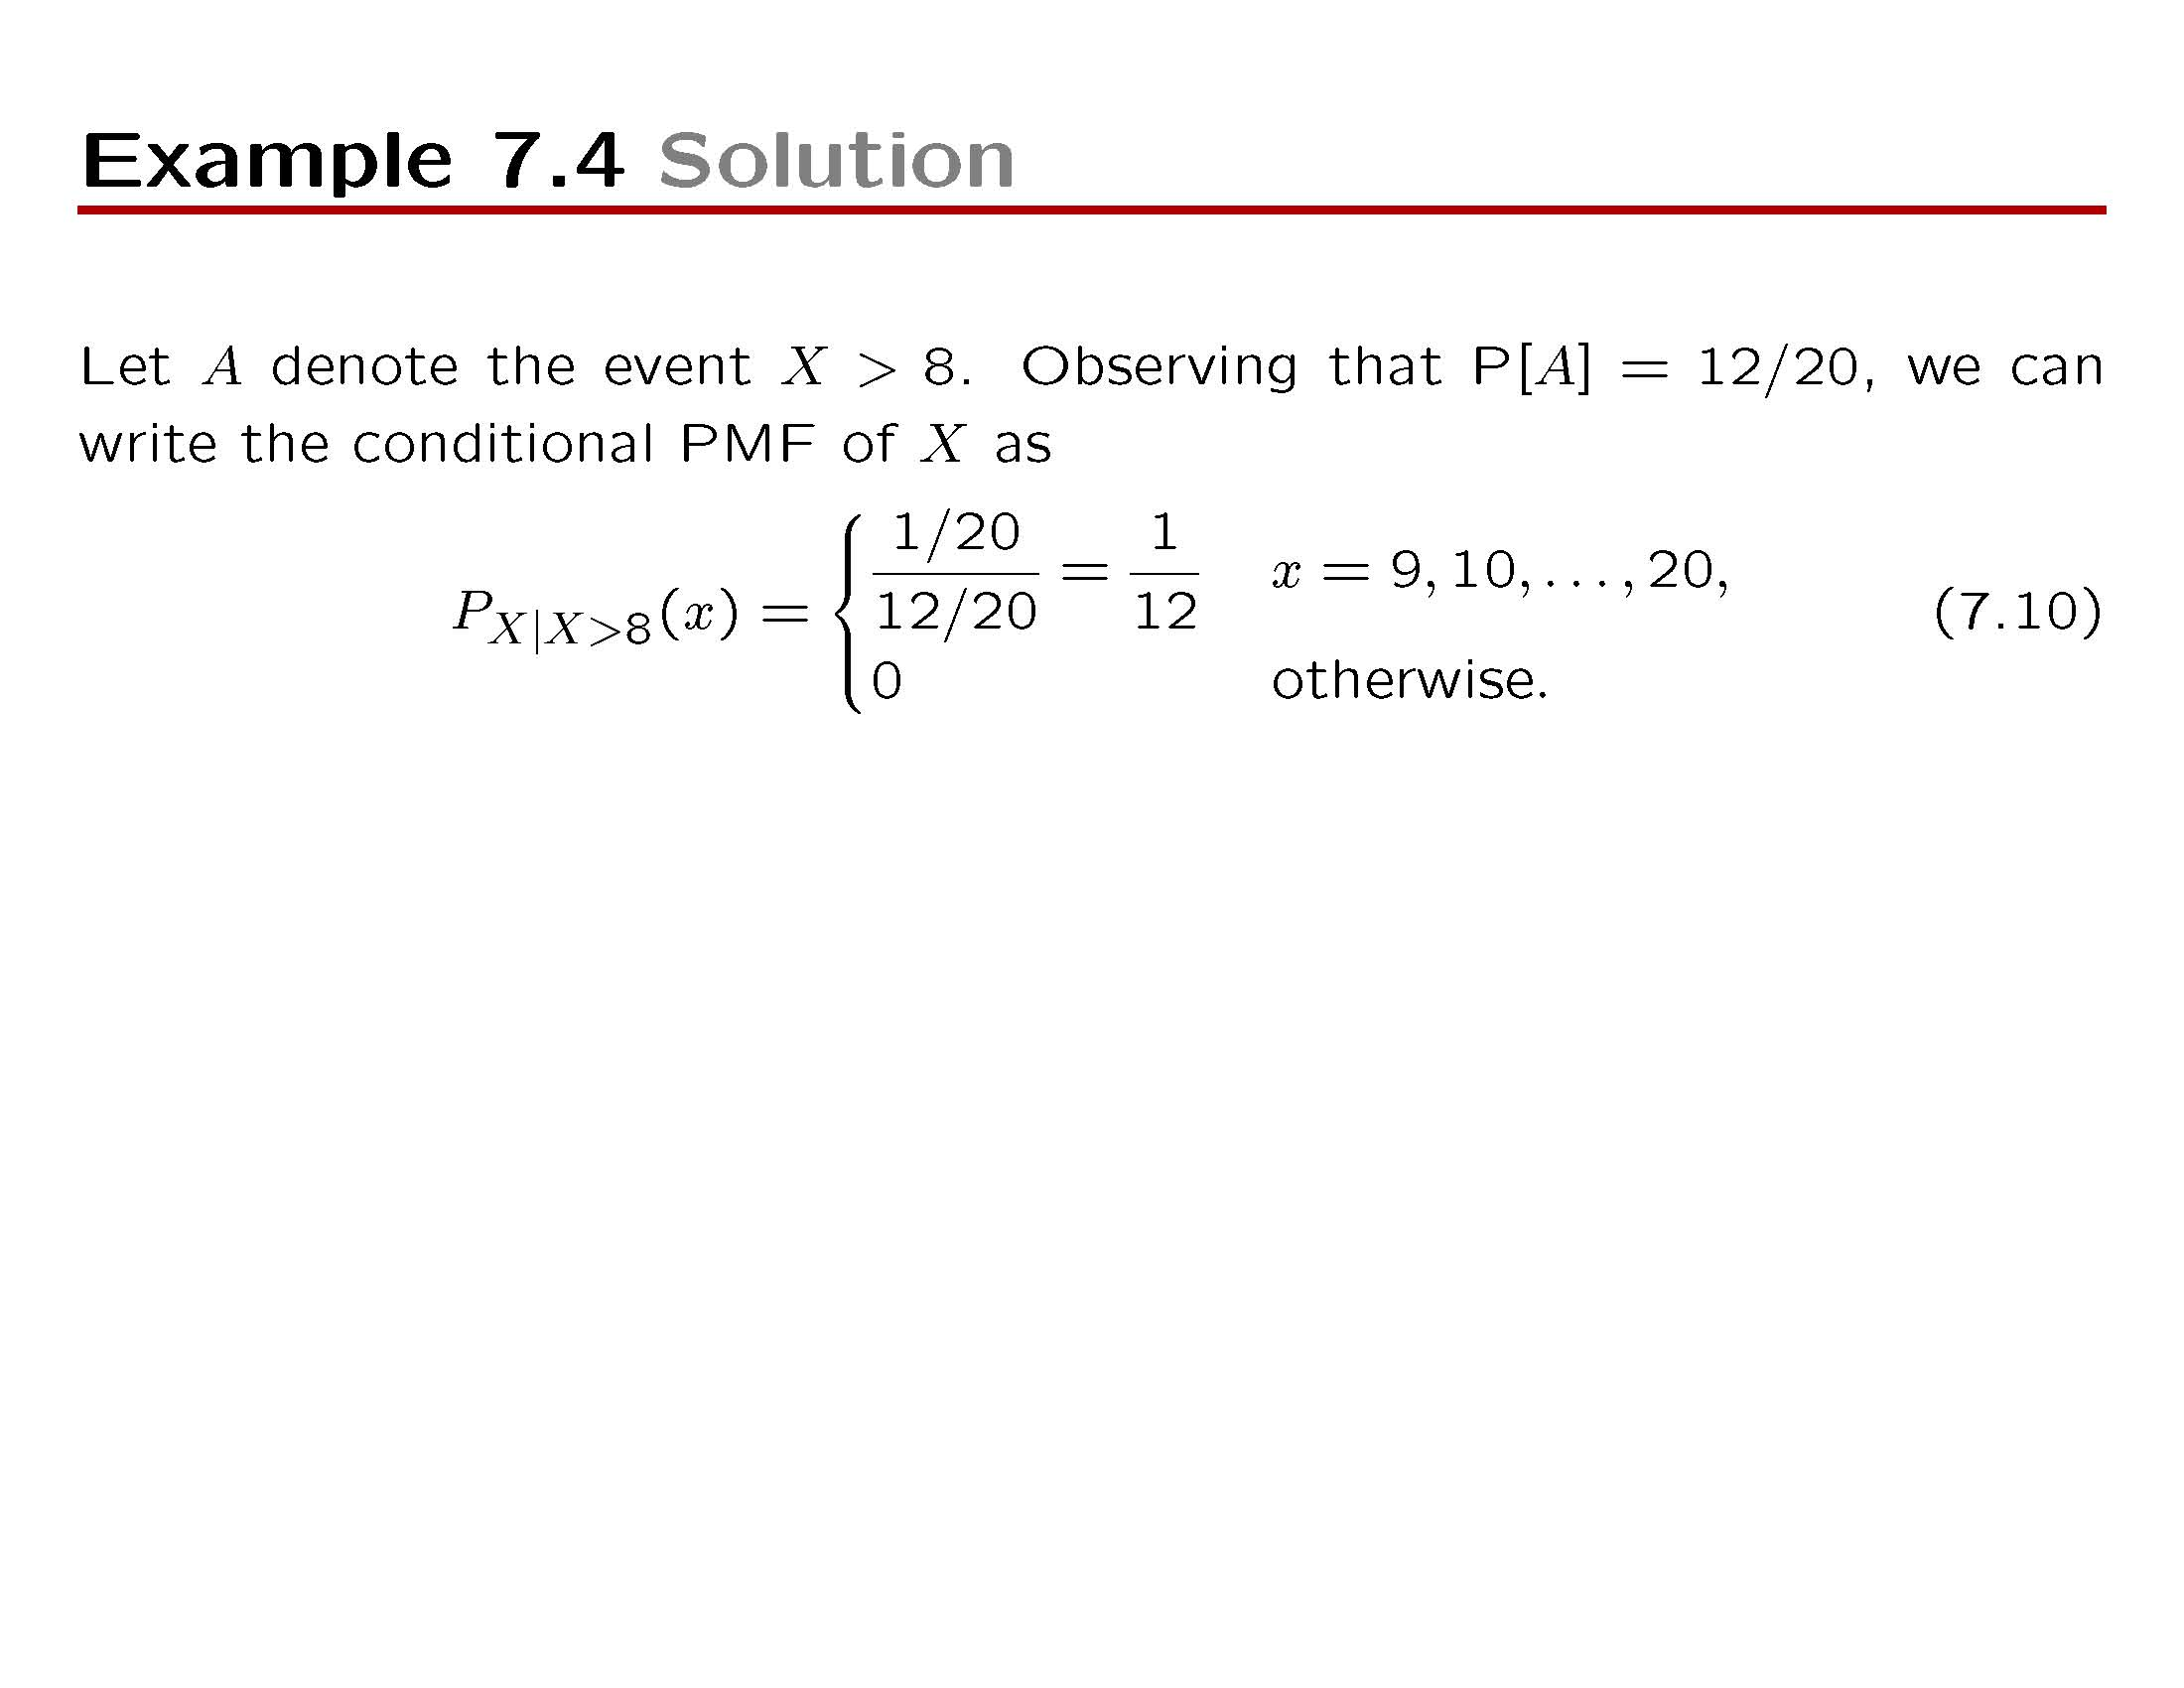 Example 7.4 Solution
Let A denote the event X > 8. Observing that P[A] = 12/20, we can
write the conditional PMF of X as
P_{X|X>8}(x) = { (1/20)/(12/20) = 1/12   x = 9, 10, . . . , 20,
0   otherwise.   (7.10)